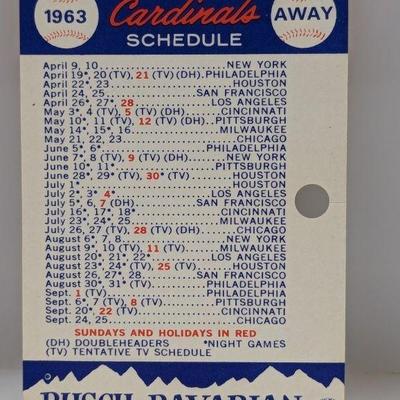 1963 Cardinals AWAY
SCHEDULE
April 9, 10.....NEW YORK
April 19*, 20 (TV), 21 (TV) (DH).PHILADELPHIA
April 22*, 23.....HOUSTON
April 24, 25.....SAN FRANCISCO
April 26*, 27*, 28.....LOS ANGELES
May 3*, 4 (TV), 5 (TV) (DH).....CINCINNATI
May 10*, 11 (TV), 12 (TV) (DH)..PITTSBURGH
May 14*, 15*, 16.....MILWAUKEE
May 21, 22, 23.....CHICAGO
June 5*, 6*.....PHILADELPHIA
June 7*, 8 (TV), 9 (TV) (DH).....NEW YORK
June 10*, 11*.....PITTSBURGH
June 28*, 29* (TV), 30* (TV).....HOUSTON
July 1*.....HOUSTON
July 2*, 3*, 4*.....LOS ANGELES
July 5, 6, 7 (DH).....SAN FRANCISCO
July 16*, 17*, 18*.....CINCINNATI
July 23*, 24*, 25.....MILWAUKEE
July 26, 27 (TV), 28 (TV) (DH).....CHICAGO
August 6*, 7, 8.....NEW YORK
August 9*, 10 (TV), 11 (TV).....MILWAUKEE
August 20*, 21*.....LOS ANGELES
August 23*, 24* (TV), 25 (TV).....HOUSTON
August 26*, 27*, 28.....SAN FRANCISCO
August 30*, 31* (TV).....PHILADELPHIA
Sept. 1 (TV).....PHILADELPHIA
Sept. 6*, 7 (TV), 8 (TV).....PITTSBURGH
Sept. 20*, 22 (TV).....CINCINNATI
Sept. 24, 25.....CHICAGO
SUNDAYS AND HOLIDAYS IN RED
(DH) DOUBLEHEADERS *NIGHT GAMES
(TV) TENTATIVE TV SCHEDULE
BUSCH BAVARIAN